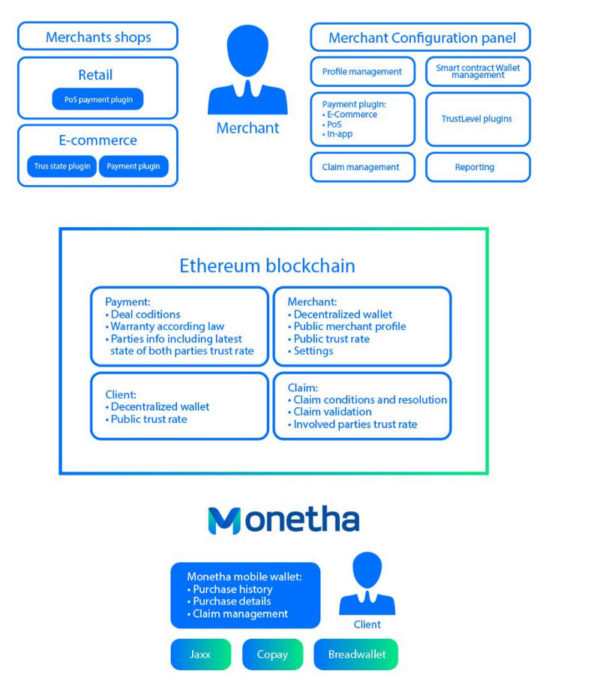 Merchants shops
Retail
PoS payment plugin
E-commerce
Trus state plugin
Payment plugin
Merchant
Merchant Configuration panel
Profile management
Smart contract Wallet
management
Payment plugin:
• E-Commerce
• PoS
• In-app
TrustLevel plugins
Claim management
Reporting
Ethereum blockchain
Payment:
• Deal coditions
• Warranty according law
• Parties info including latest
state of both parties trust rate
Merchant:
• Decentralized wallet
• Public merchant profile
• Public trust rate
• Settings
Client:
• Decentralized wallet
• Public trust rate
Claim:
• Claim conditions and resolution
• Claim validation
• Involved parties trust rate
Monetha
Monetha mobile wallet:
• Purchase history
• Purchase details
• Claim management
Client
Jaxx
Copay
Breadwallet